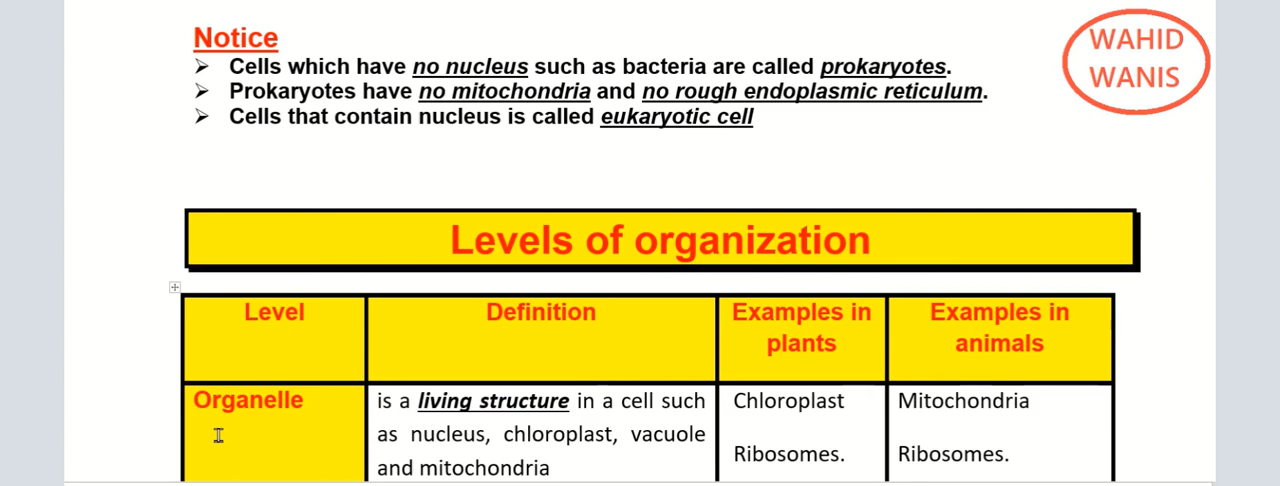 Notice
WAHID
WANIS
➢ Cells which have no nucleus such as bacteria are called prokaryotes.
➢ Prokaryotes have no mitochondria and no rough endoplasmic reticulum.
➢ Cells that contain nucleus is called eukaryotic cell
Levels of organization
Level
Definition
Examples in
plants
Examples in
animals
Organelle
is a living structure in a cell such
as nucleus, chloroplast, vacuole
and mitochondria
Chloroplast
Ribosomes.
Mitochondria
Ribosomes.